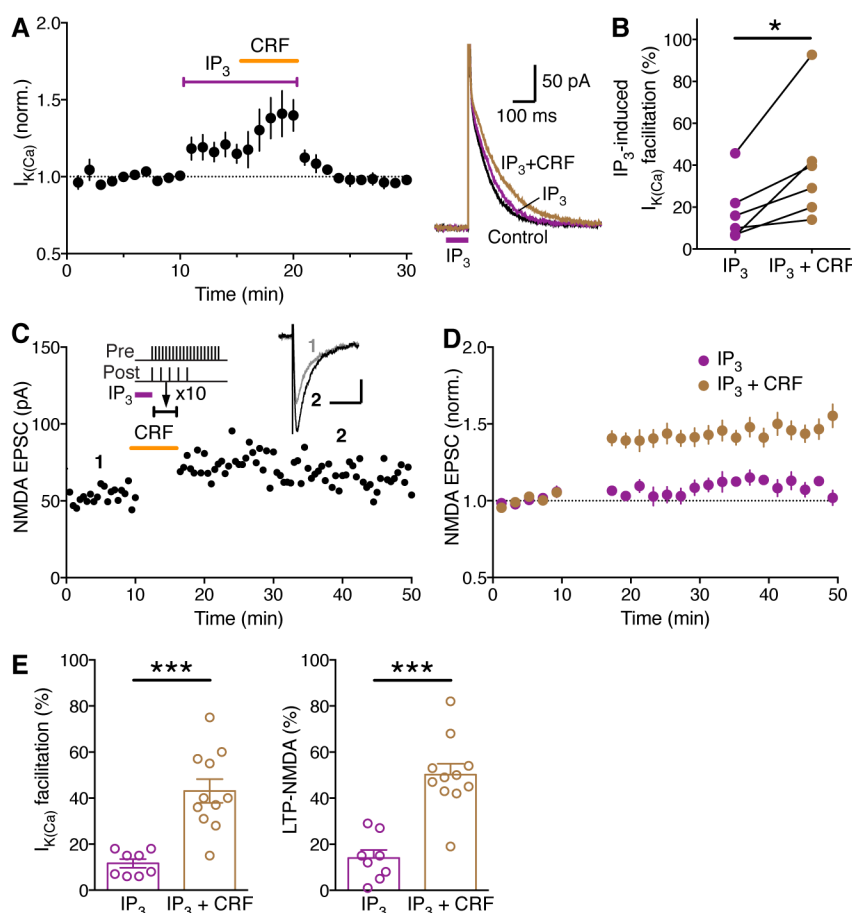 A
2.0
1.5
1.0
0.5
I_K(Ca) (norm.)
CRF
IP₃
0
10
20
30
Time (min)
50 pA
100 ms
IP₃+CRF
IP₃
Control
IP₃
B
*
100
80
60
40
20
0
IP₃-induced
I_K(Ca) facilitation (%)
IP₃
IP₃ + CRF
C
150
100
50
0
NMDA EPSC (pA)
Pre
Post
IP₃
x10
CRF
1
2
1
2
0
10
20
30
40
50
Time (min)
D
2.0
1.5
1.0
0.5
NMDA EPSC (norm.)
IP₃
IP₃ + CRF
0
10
20
30
40
50
Time (min)
E
100
80
60
40
20
0
I_K(Ca) facilitation (%)
***
IP₃
IP₃ + CRF
100
80
60
40
20
0
LTP-NMDA (%)
***
IP₃
IP₃ + CRF